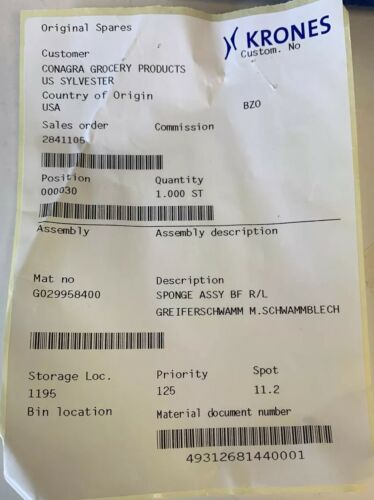 Original Spares
KRONES
Customer
Custom. No
CONAGRA GROCERY PRODUCTS
US SYLVESTER
Country of Origin
USA
BZO
Sales order Commission
2841105
Position Quantity
000030 1.000 ST
Assembly Assembly description
Mat no Description
G029958400 SPONGE ASSY BF R/L
GREIFERSCHWAMM M.SCHWAMMBLECH
Storage Loc. Priority Spot
1195 125 11.2
Bin location Material document number
49312681440001